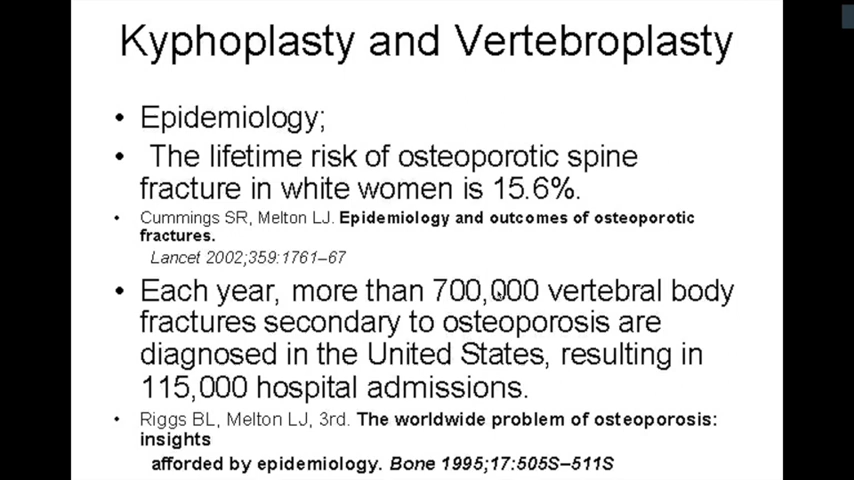 Kyphoplasty and Vertebroplasty
• Epidemiology;
• The lifetime risk of osteoporotic spine
fracture in white women is 15.6%.
• Cummings SR, Melton LJ. Epidemiology and outcomes of osteoporotic
fractures.
Lancet 2002;359:1761–67
• Each year, more than 700,000 vertebral body
fractures secondary to osteoporosis are
diagnosed in the United States, resulting in
115,000 hospital admissions.
• Riggs BL, Melton LJ, 3rd. The worldwide problem of osteoporosis:
insights
afforded by epidemiology. Bone 1995;17:505S–511S